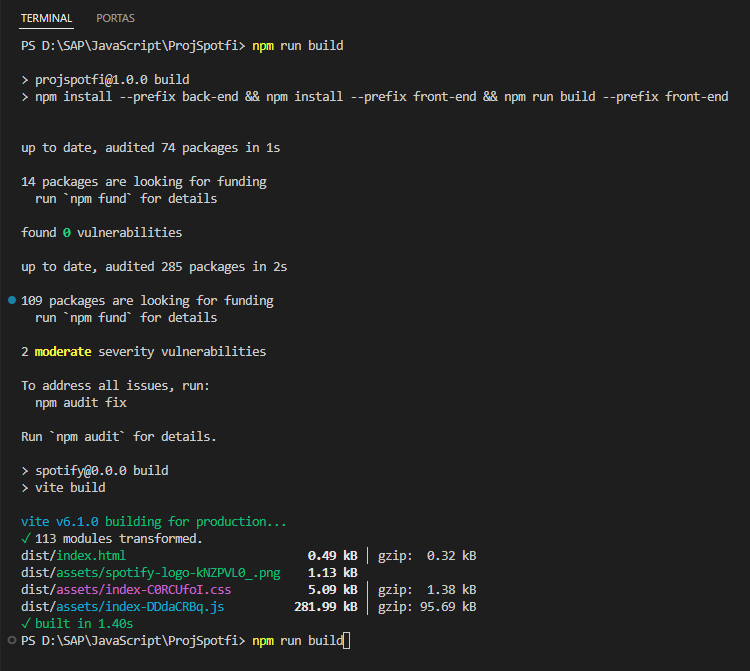 TERMINAL PORTAS
PS D:\SAP\JavaScript\ProjSpotfi> npm run build
> projspotfi@1.0.0 build
> npm install --prefix back-end && npm install --prefix front-end && npm run build --prefix front-end
up to date, audited 74 packages in 1s
14 packages are looking for funding
run `npm fund` for details
found 0 vulnerabilities
up to date, audited 285 packages in 2s
109 packages are looking for funding
run `npm fund` for details
2 moderate severity vulnerabilities
To address all issues, run:
npm audit fix
Run `npm audit` for details.
> spotify@0.0.0 build
> vite build
vite v6.1.0 building for production...
✓ 113 modules transformed.
dist/index.html 0.49 kB │ gzip: 0.32 kB
dist/assets/spotify-logo-kNZPVL0_.png 1.13 kB
dist/assets/index-C0RCUfoI.css 5.09 kB │ gzip: 1.38 kB
dist/assets/index-DDdaCRBq.js 281.99 kB │ gzip: 95.69 kB
✓ built in 1.40s
PS D:\SAP\JavaScript\ProjSpotfi> npm run build